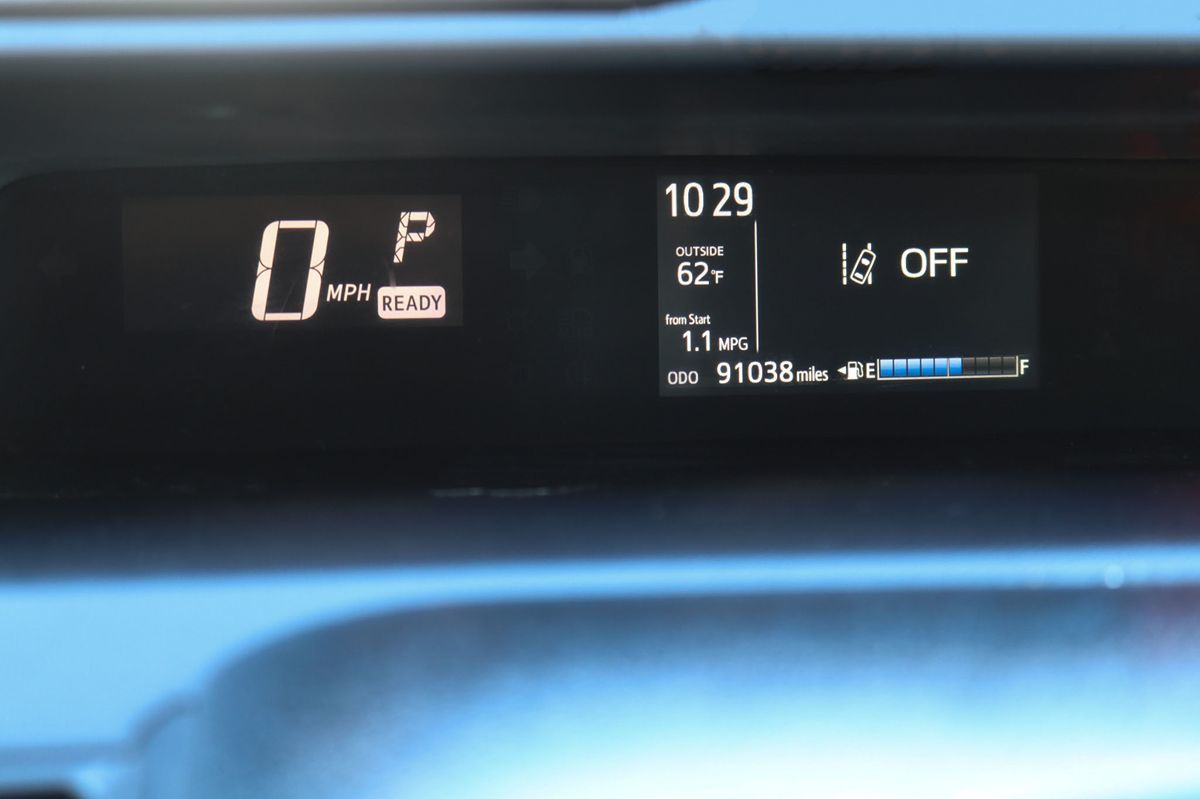 0 MPH
P
READY
10 29
OUTSIDE
62°F
from Start
1.1 MPG
ODO 91038 miles
E F
OFF